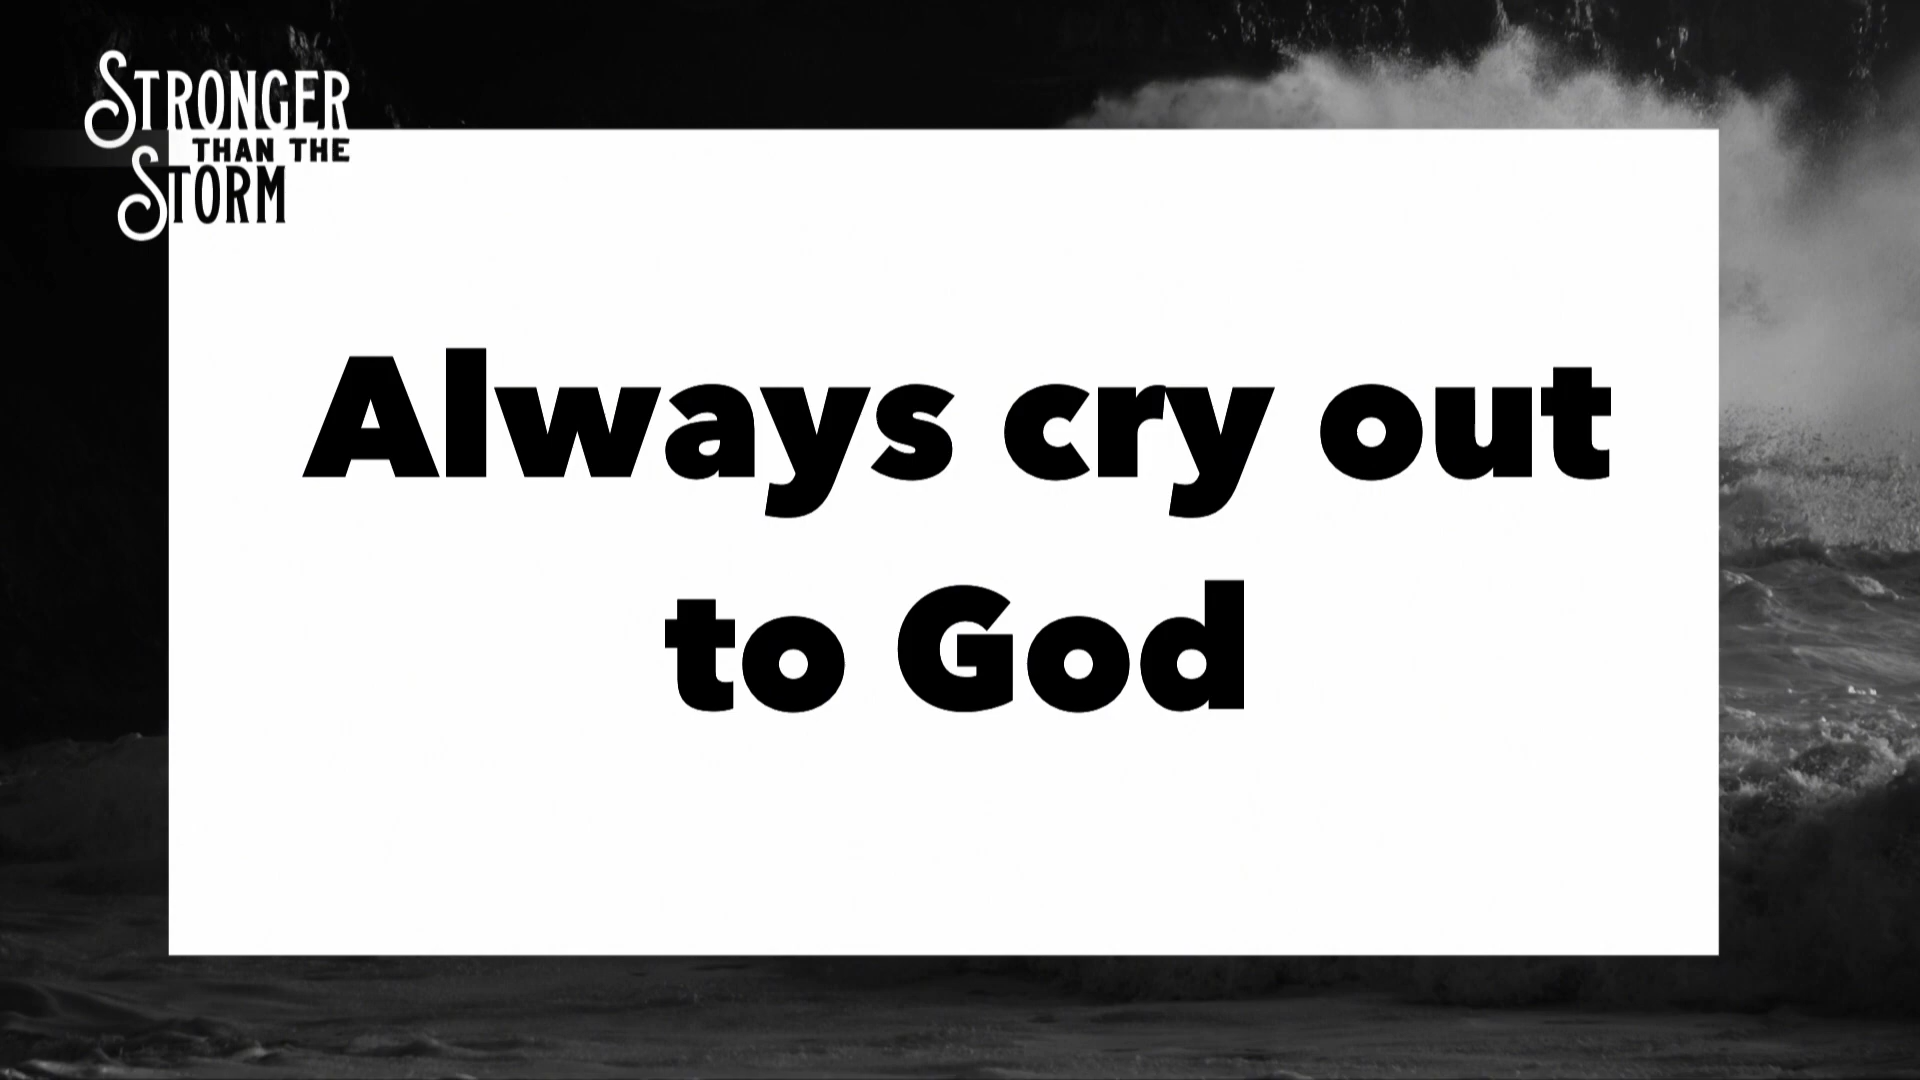 STRONGER
THAN THE
STORM
Always cry out
to God